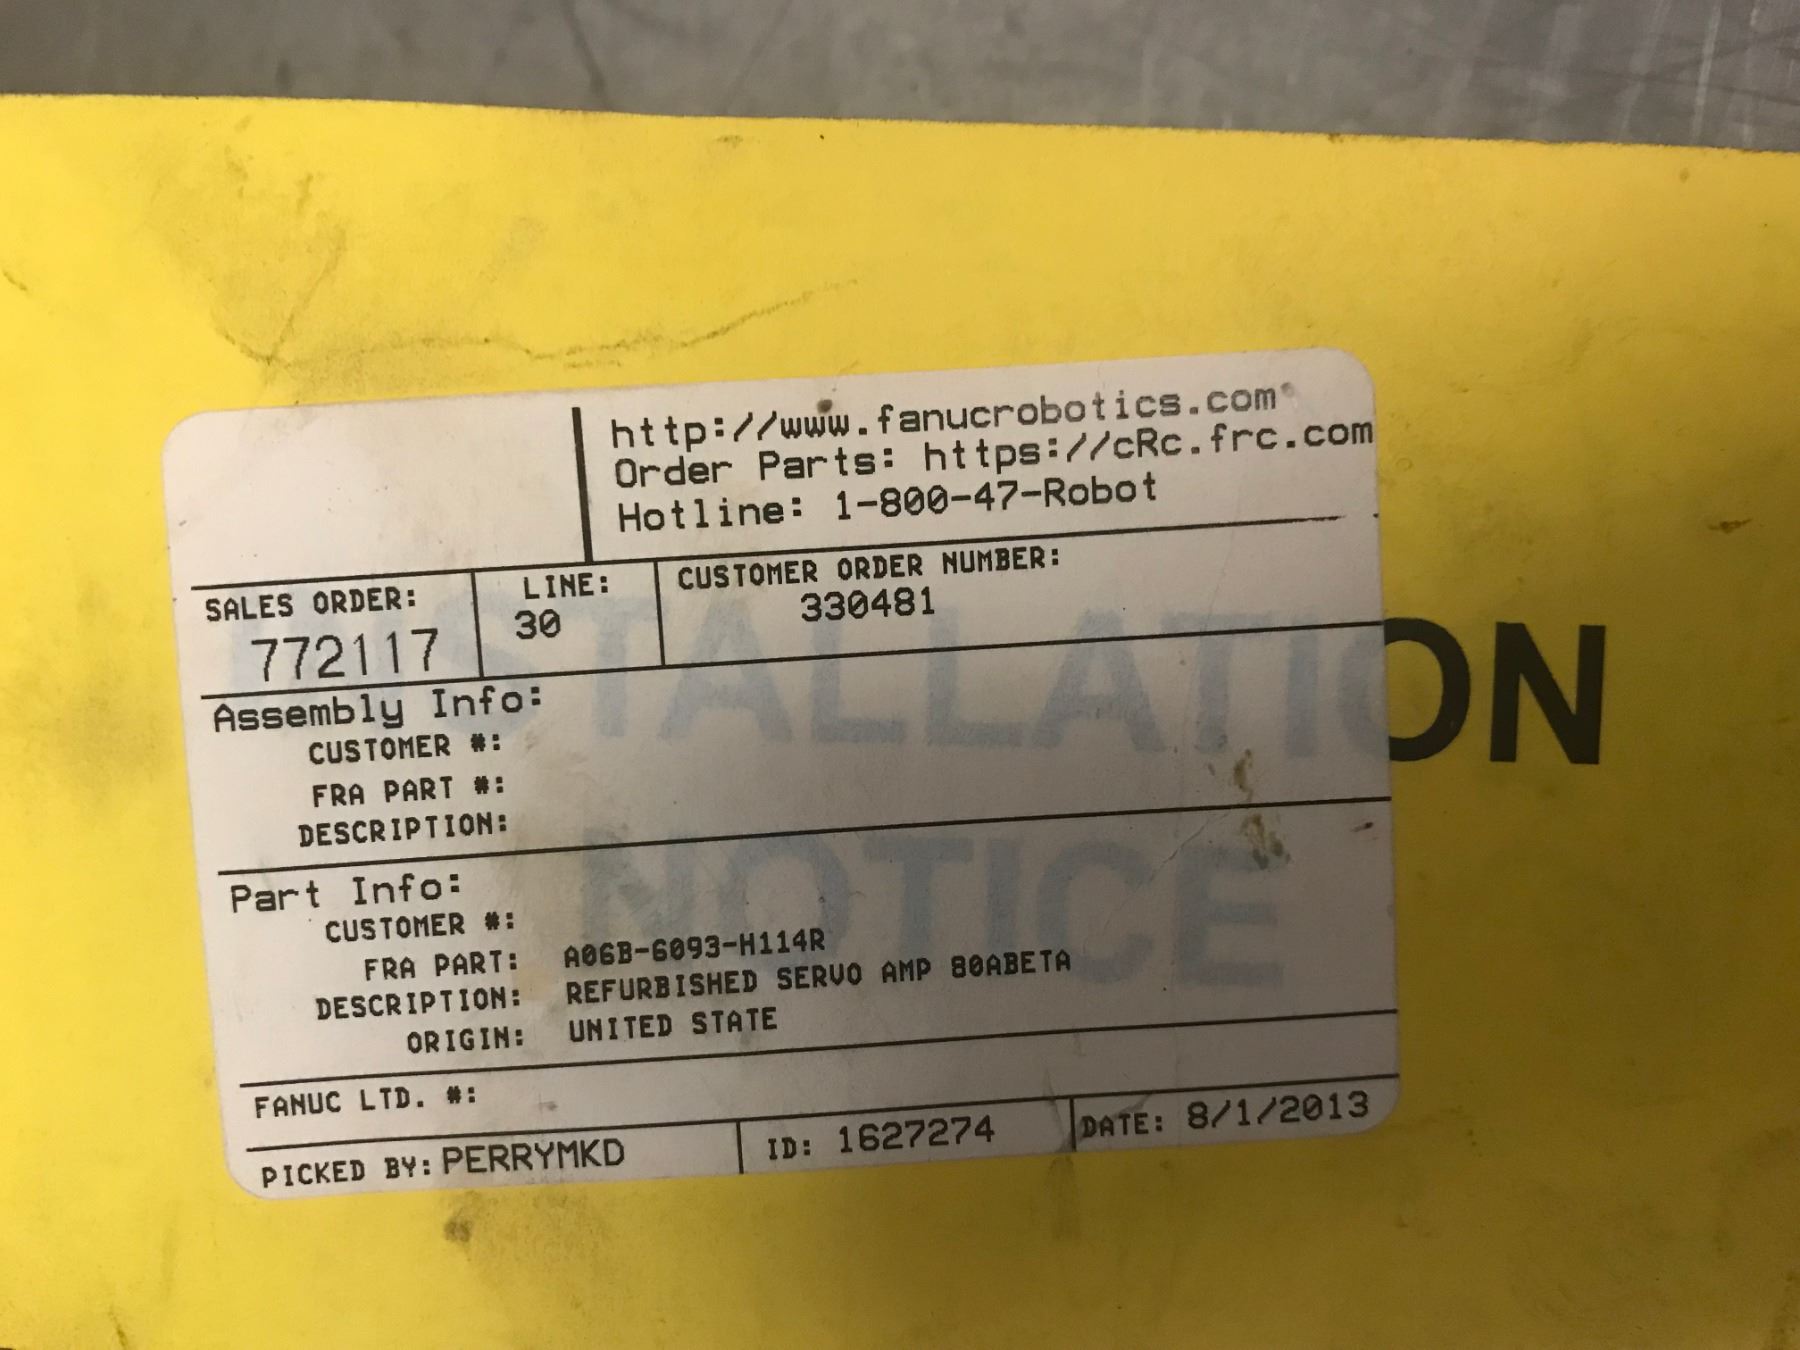 http://www.fanucrobotics.com
Order Parts: https://cRc.frc.com
Hotline: 1-800-47-Robot
SALES ORDER: LINE: CUSTOMER ORDER NUMBER:
772117 30 330481
Assembly Info:
CUSTOMER #:
FRA PART #:
DESCRIPTION:
Part Info:
CUSTOMER #:
FRA PART: A06B-6093-H114R
DESCRIPTION: REFURBISHED SERVO AMP 80ABETA
ORIGIN: UNITED STATE
FANUC LTD. #:
PICKED BY: PERRYMKD ID: 1627274 DATE: 8/1/2013
INSTALLATION
NOTICE